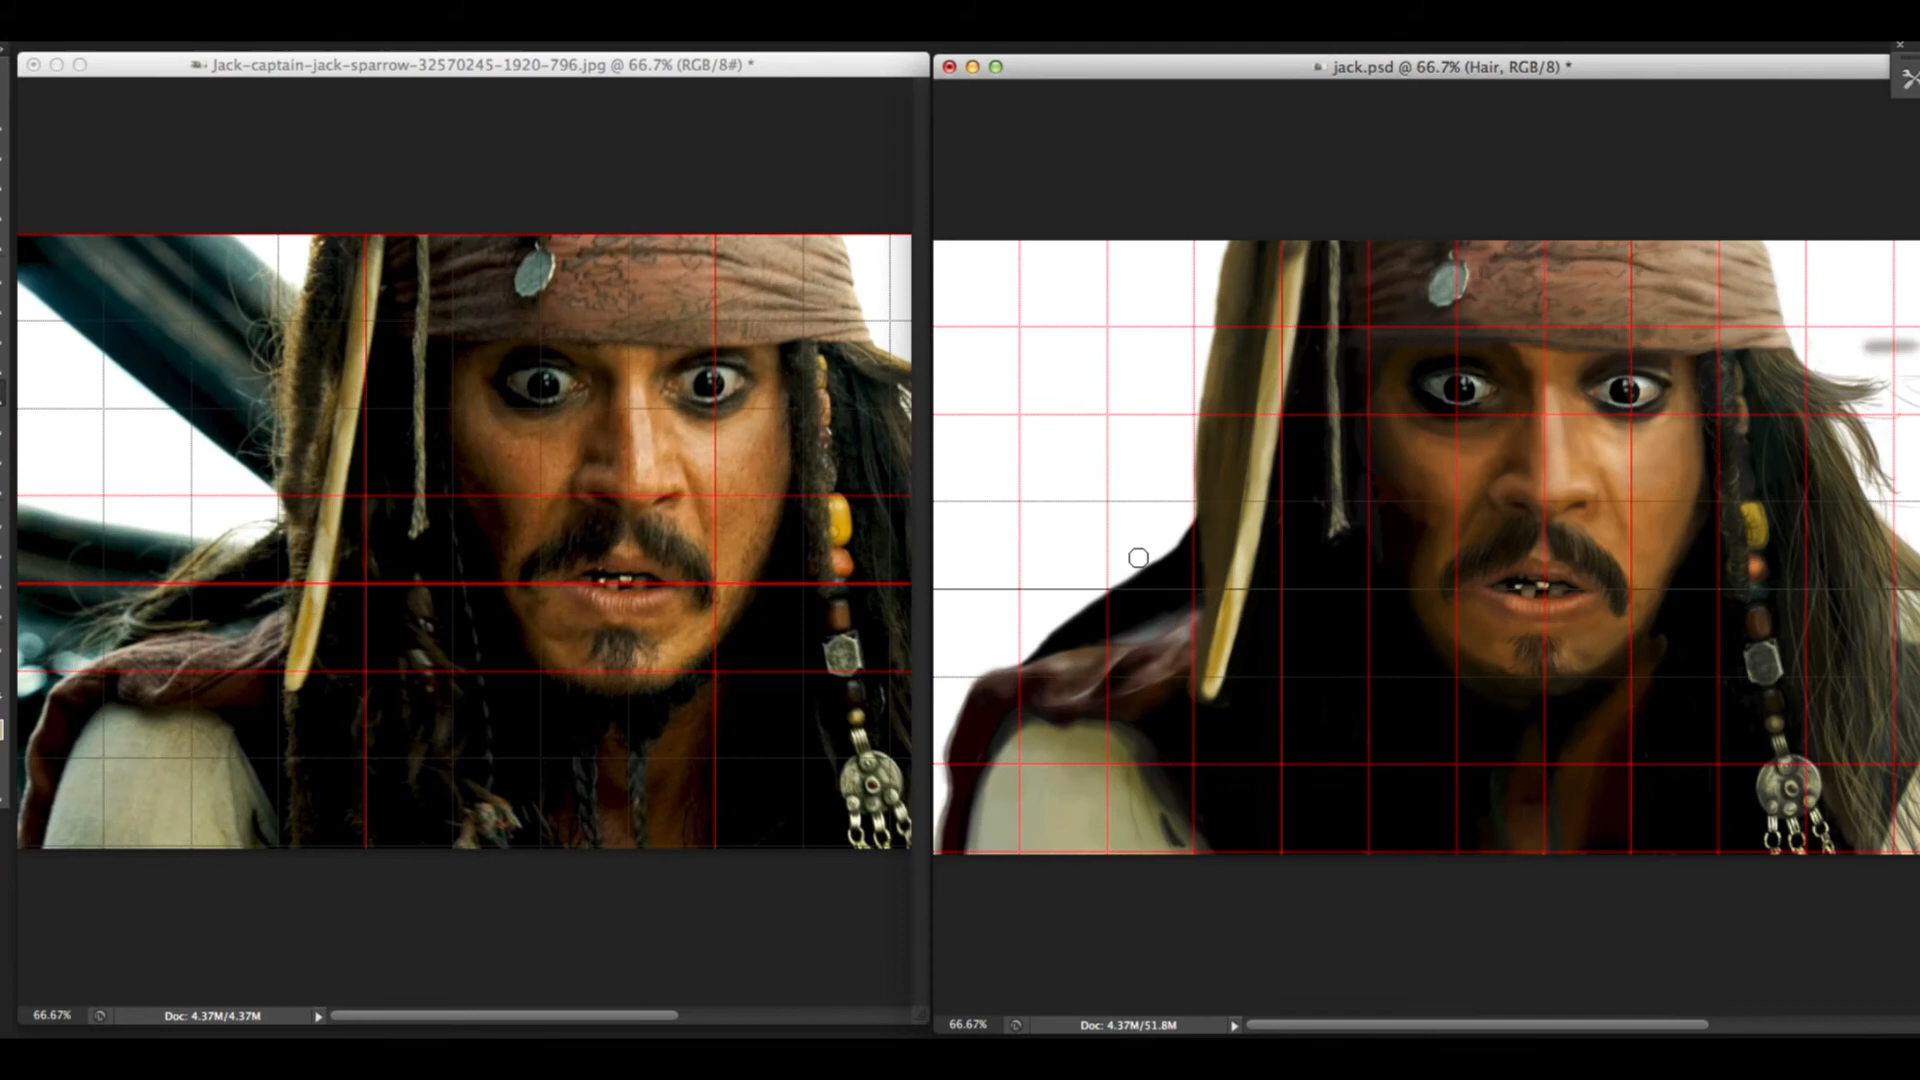 Jack-captain-jack-sparrow-32570245-1920-796.jpg @ 66.7% (RGB/8#) *
jack.psd @ 66.7% (Hair, RGB/8) *
66.67%
Doc: 4.37M/4.37M
66.67%
Doc: 4.37M/51.8M